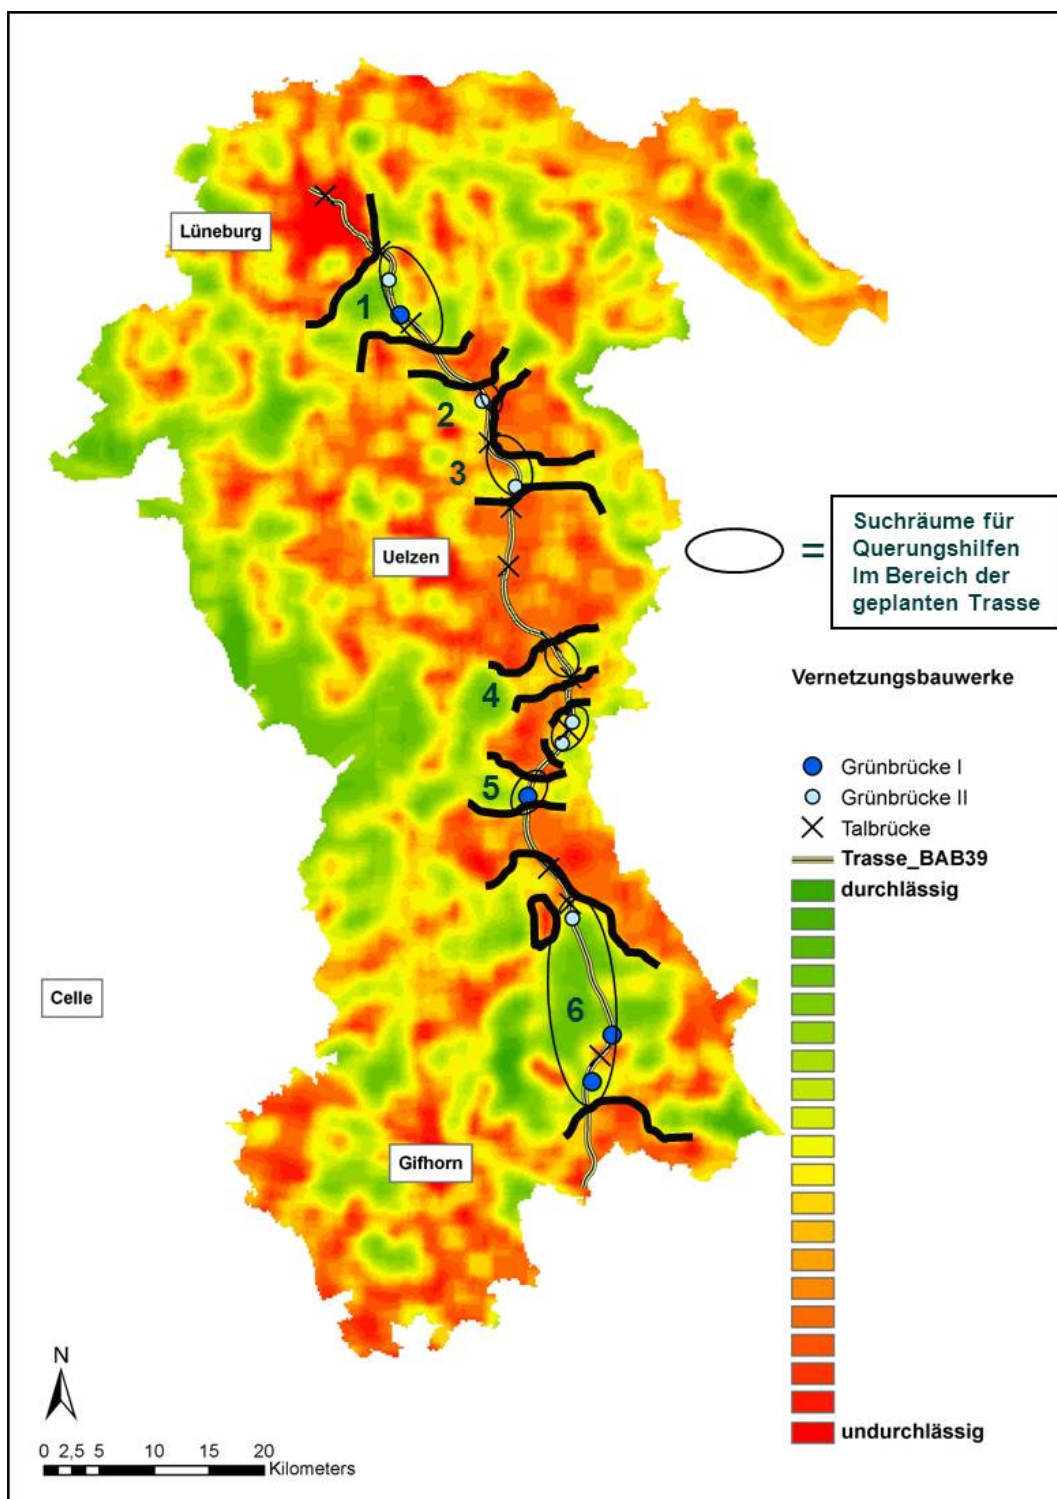 Lüneburg
1
2
3
Uelzen
=
Suchräume für
Querungshilfen
Im Bereich der
geplanten Trasse
4
5
Vernetzungsbauwerke
Grünbrücke I
Grünbrücke II
Talbrücke
Trasse_BAB39
durchlässig
6
Celle
Gifhorn
undurchlässig
N
0 2,5 5 10 15 20
Kilometers